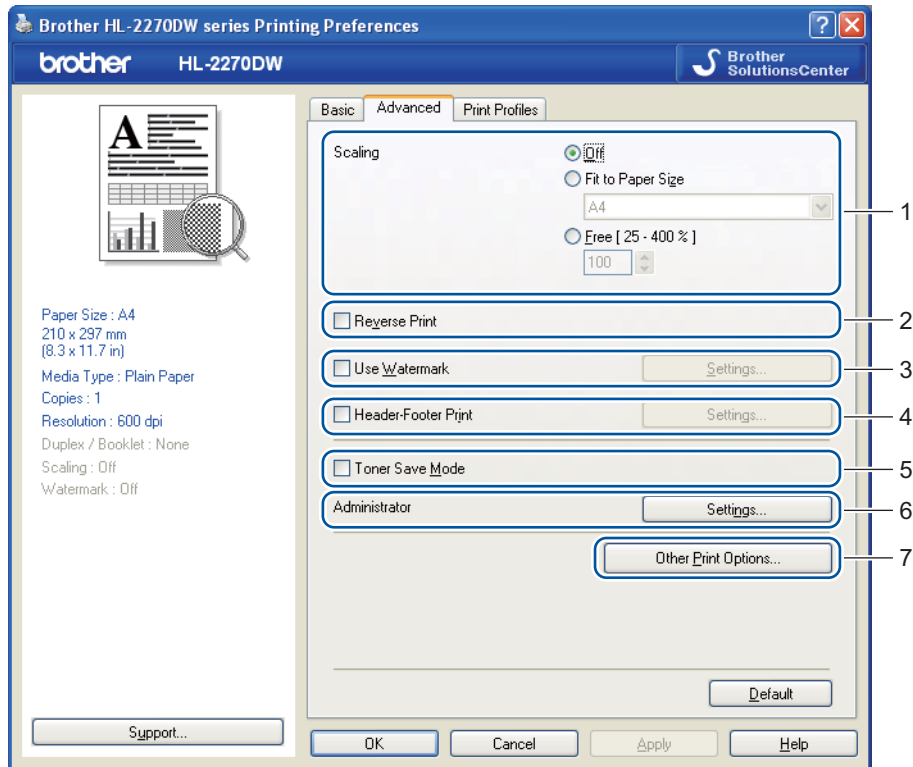 Brother HL-2270DW series Printing Preferences
brother HL-2270DW
Brother
SolutionsCenter
A
Paper Size : A4
210 x 297 mm
(8.3 x 11.7 in)
Media Type : Plain Paper
Copies : 1
Resolution : 600 dpi
Duplex / Booklet : None
Scaling : Off
Watermark : Off
Support...
Basic Advanced Print Profiles
Scaling
Off
Fit to Paper Size
A4
Free [ 25 - 400 % ]
100
1
Reverse Print
2
Use Watermark Settings...
3
Header-Footer Print Settings...
4
Toner Save Mode
5
Administrator Settings...
6
Other Print Options...
7
Default
OK Cancel Apply Help